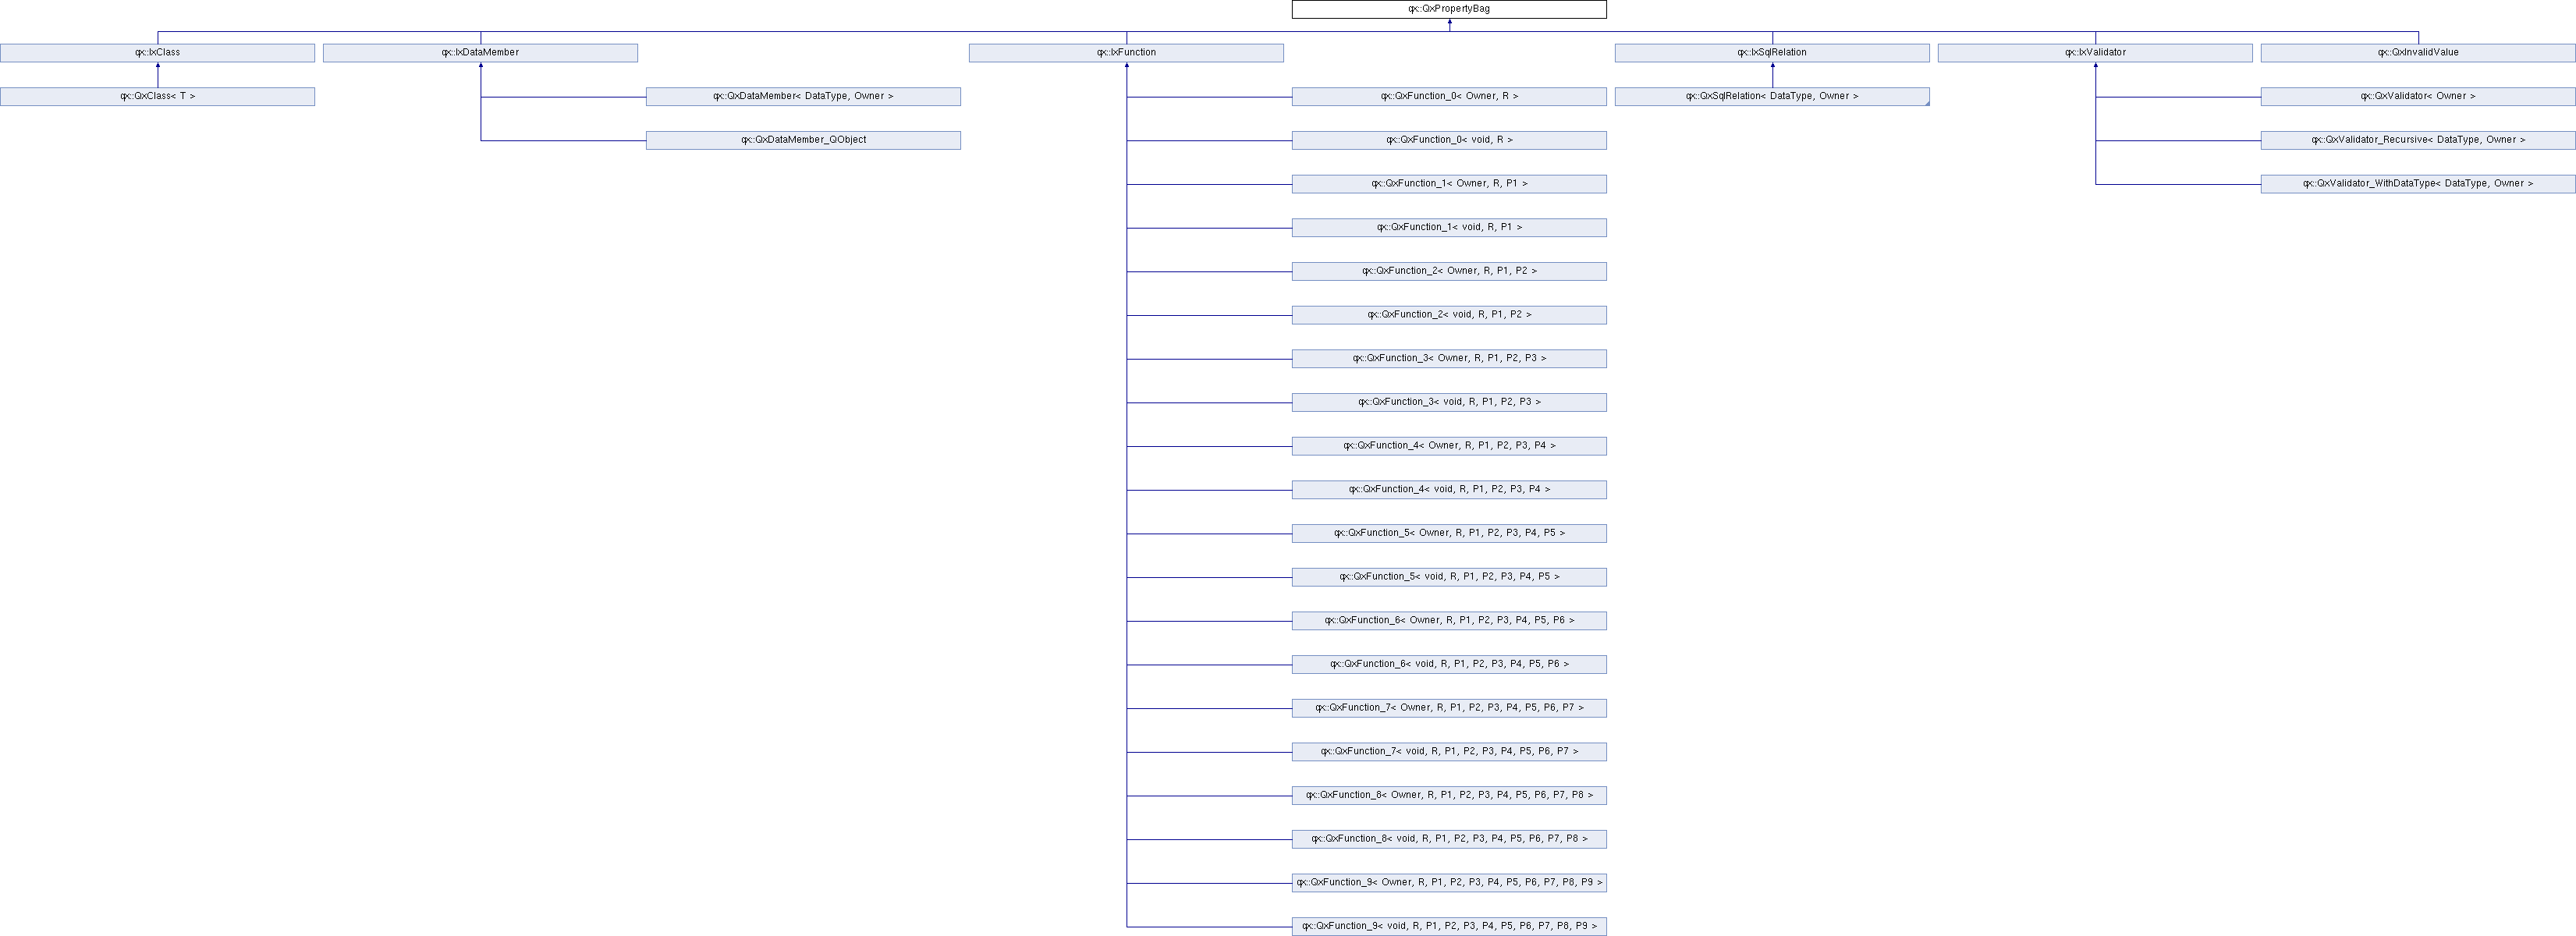 qx::QxPropertyBag
qx::IxClass
qx::IxDataMember
qx::IxFunction
qx::IxSqlRelation
qx::IxValidator
qx::QxInvalidValue
qx::QxClass< T >
qx::QxDataMember< DataType, Owner >
qx::QxFunction_0< Owner, R >
qx::QxSqlRelation< DataType, Owner >
qx::QxValidator< Owner >
qx::QxDataMember_QObject
qx::QxFunction_0< void, R >
qx::QxValidator_Recursive< DataType, Owner >
qx::QxFunction_1< Owner, R, P1 >
qx::QxValidator_WithDataType< DataType, Owner >
qx::QxFunction_1< void, R, P1 >
qx::QxFunction_2< Owner, R, P1, P2 >
qx::QxFunction_2< void, R, P1, P2 >
qx::QxFunction_3< Owner, R, P1, P2, P3 >
qx::QxFunction_3< void, R, P1, P2, P3 >
qx::QxFunction_4< Owner, R, P1, P2, P3, P4 >
qx::QxFunction_4< void, R, P1, P2, P3, P4 >
qx::QxFunction_5< Owner, R, P1, P2, P3, P4, P5 >
qx::QxFunction_5< void, R, P1, P2, P3, P4, P5 >
qx::QxFunction_6< Owner, R, P1, P2, P3, P4, P5, P6 >
qx::QxFunction_6< void, R, P1, P2, P3, P4, P5, P6 >
qx::QxFunction_7< Owner, R, P1, P2, P3, P4, P5, P6, P7 >
qx::QxFunction_7< void, R, P1, P2, P3, P4, P5, P6, P7 >
qx::QxFunction_8< Owner, R, P1, P2, P3, P4, P5, P6, P7, P8 >
qx::QxFunction_8< void, R, P1, P2, P3, P4, P5, P6, P7, P8 >
qx::QxFunction_9< Owner, R, P1, P2, P3, P4, P5, P6, P7, P8, P9 >
qx::QxFunction_9< void, R, P1, P2, P3, P4, P5, P6, P7, P8, P9 >